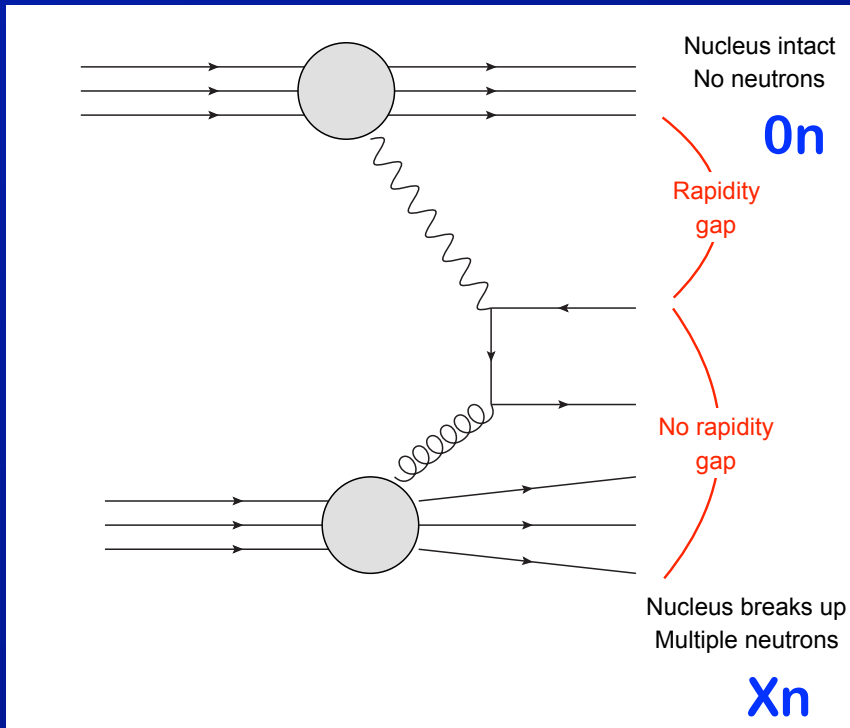 Nucleus intact
No neutrons
0n
Rapidity
gap
No rapidity
gap
Nucleus breaks up
Multiple neutrons
Xn